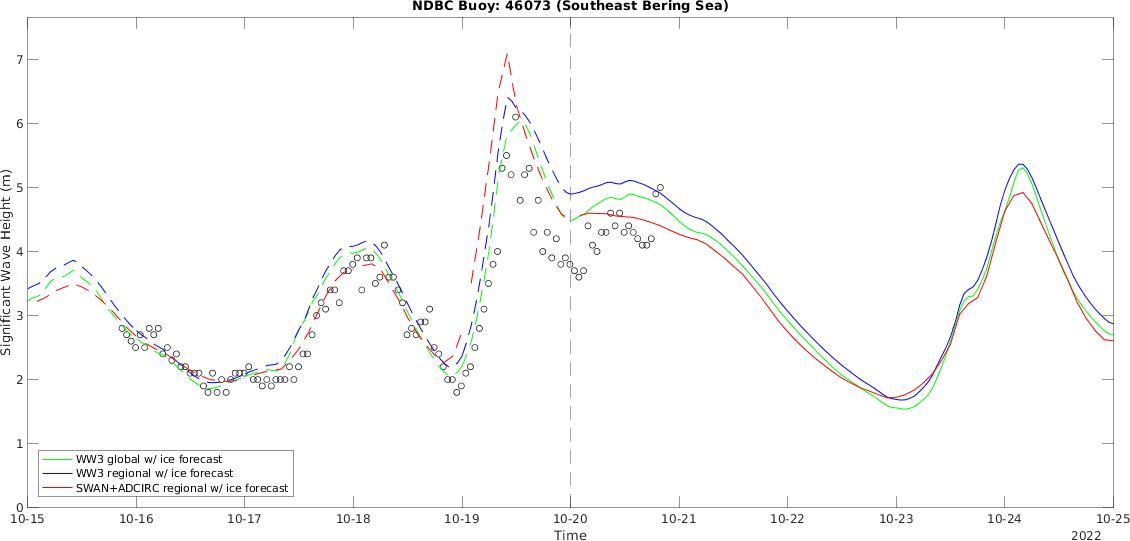 NDBC Buoy: 46073 (Southeast Bering Sea)
Significant Wave Height (m)
7
6
5
4
3
2
1
0
WW3 global w/ ice forecast
WW3 regional w/ ice forecast
SWAN+ADCIRC regional w/ ice forecast
10-15 10-16 10-17 10-18 10-19 10-20 10-21 10-22 10-23 10-24 10-25
Time
2022